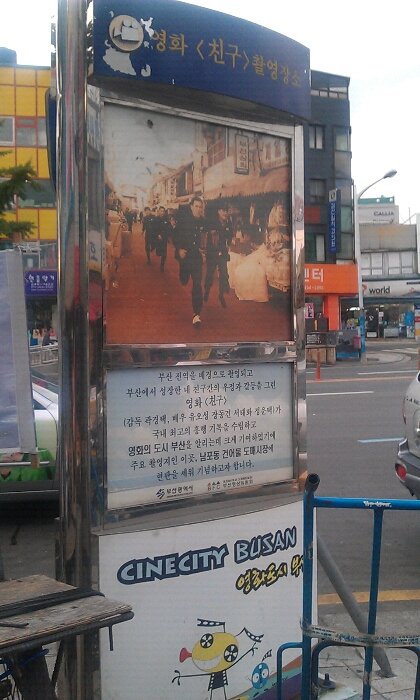 영화 <친구>촬영장소
부산 전역을 배경으로 촬영되고
부산에서 성장한 네 친구간의 우정과 갈등을 그린
영화 <친구>
(감독 곽경택, 배우 유오성 장동건 서태화 정운택)가
국내 최고의 흥행 기록을 수립하고
영화의 도시 부산을 알리는데 크게 기여하였기에
주요 촬영지인 이곳, 남포동 건어물 도매시장에
현판을 세워 기념하고자 합니다.
부산광역시
CINECITY BUSAN
영화도시 부
센터
world